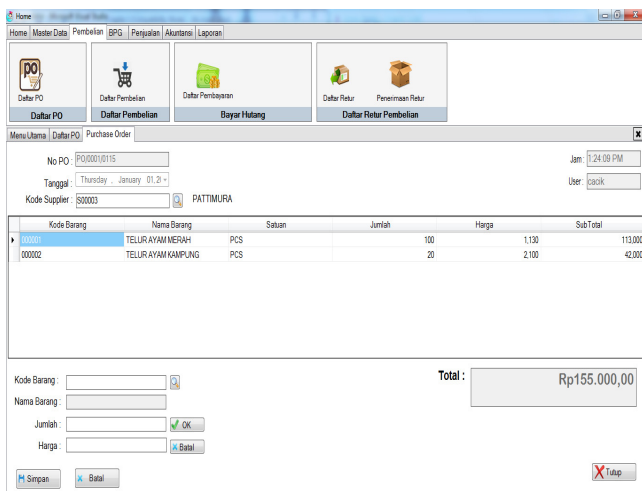 Home
Home Master Data Pembelian BPG Penjualan Akuntansi Laporan
po
Daftar PO Daftar Pembelian Daftar Pembayaran Daftar Retur Penerimaan Retur
Daftar PO Daftar Pembelian Bayar Hutang Daftar Retur Pembelian
Menu Utama Daftar PO Purchase Order
No PO : PO/0001/0115 Jam : 1:24:09 PM
Tanggal : Thursday , January 01,20 User : cacik
Kode Supplier : S00003 PATTIMURA
Kode Barang Nama Barang Satuan Jumlah Harga SubTotal
000001 TELUR AYAM MERAH PCS 100 1,130 113,000
000002 TELUR AYAM KAMPUNG PCS 20 2,100 42,000
Kode Barang : Total : Rp155.000,00
Nama Barang :
Jumlah : OK
Harga : Batal
Simpan Batal Tutup